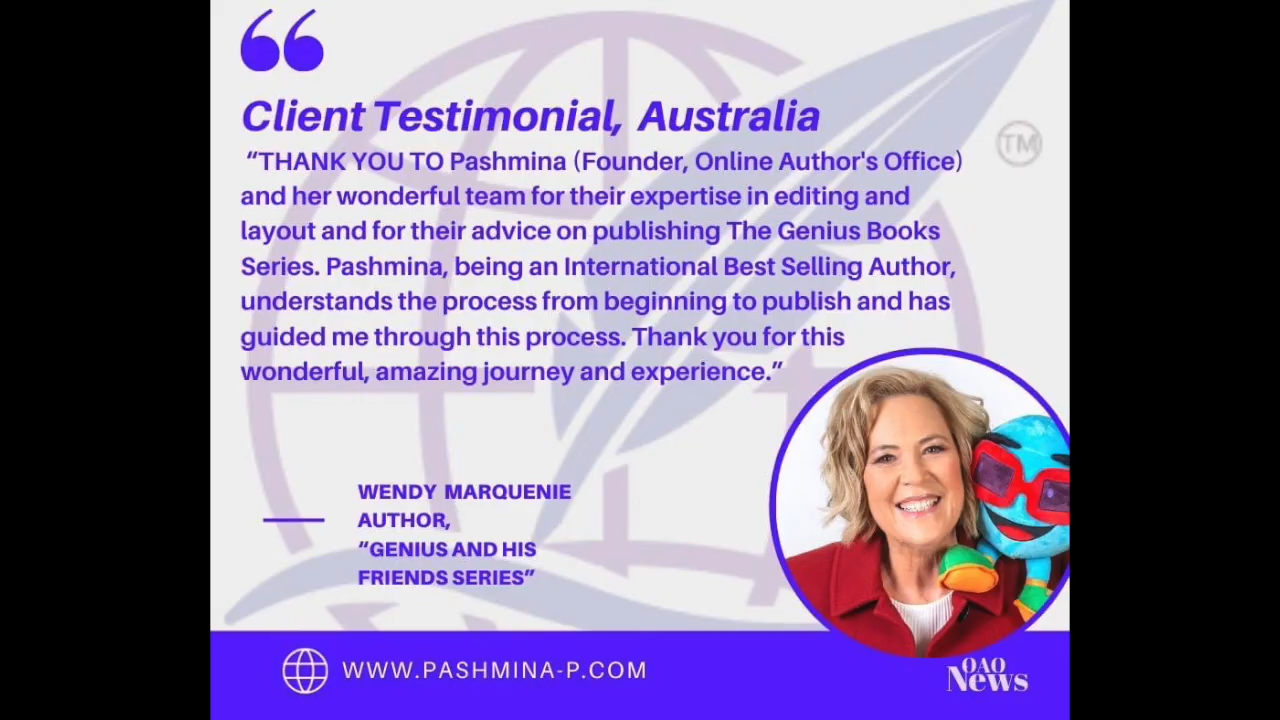 Client Testimonial, Australia
TM
“THANK YOU TO Pashmina (Founder, Online Author's Office)
and her wonderful team for their expertise in editing and
layout and for their advice on publishing The Genius Books
Series. Pashmina, being an International Best Selling Author,
understands the process from beginning to publish and has
guided me through this process. Thank you for this
wonderful, amazing journey and experience.”
WENDY MARQUENIE
AUTHOR,
“GENIUS AND HIS
FRIENDS SERIES”
WWW.PASHMINA-P.COM
OAO
News